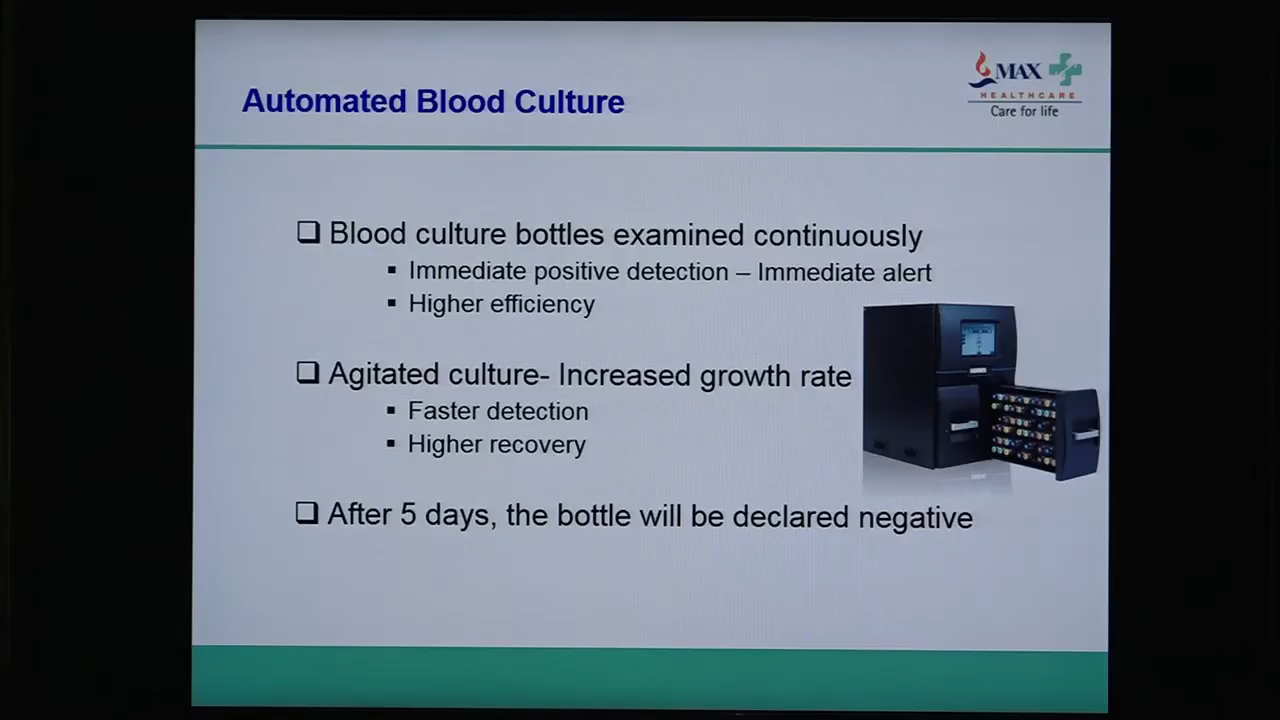 Automated Blood Culture
MAX
HEALTHCARE
Care for life
Blood culture bottles examined continuously
Immediate positive detection – Immediate alert
Higher efficiency
Agitated culture- Increased growth rate
Faster detection
Higher recovery
After 5 days, the bottle will be declared negative